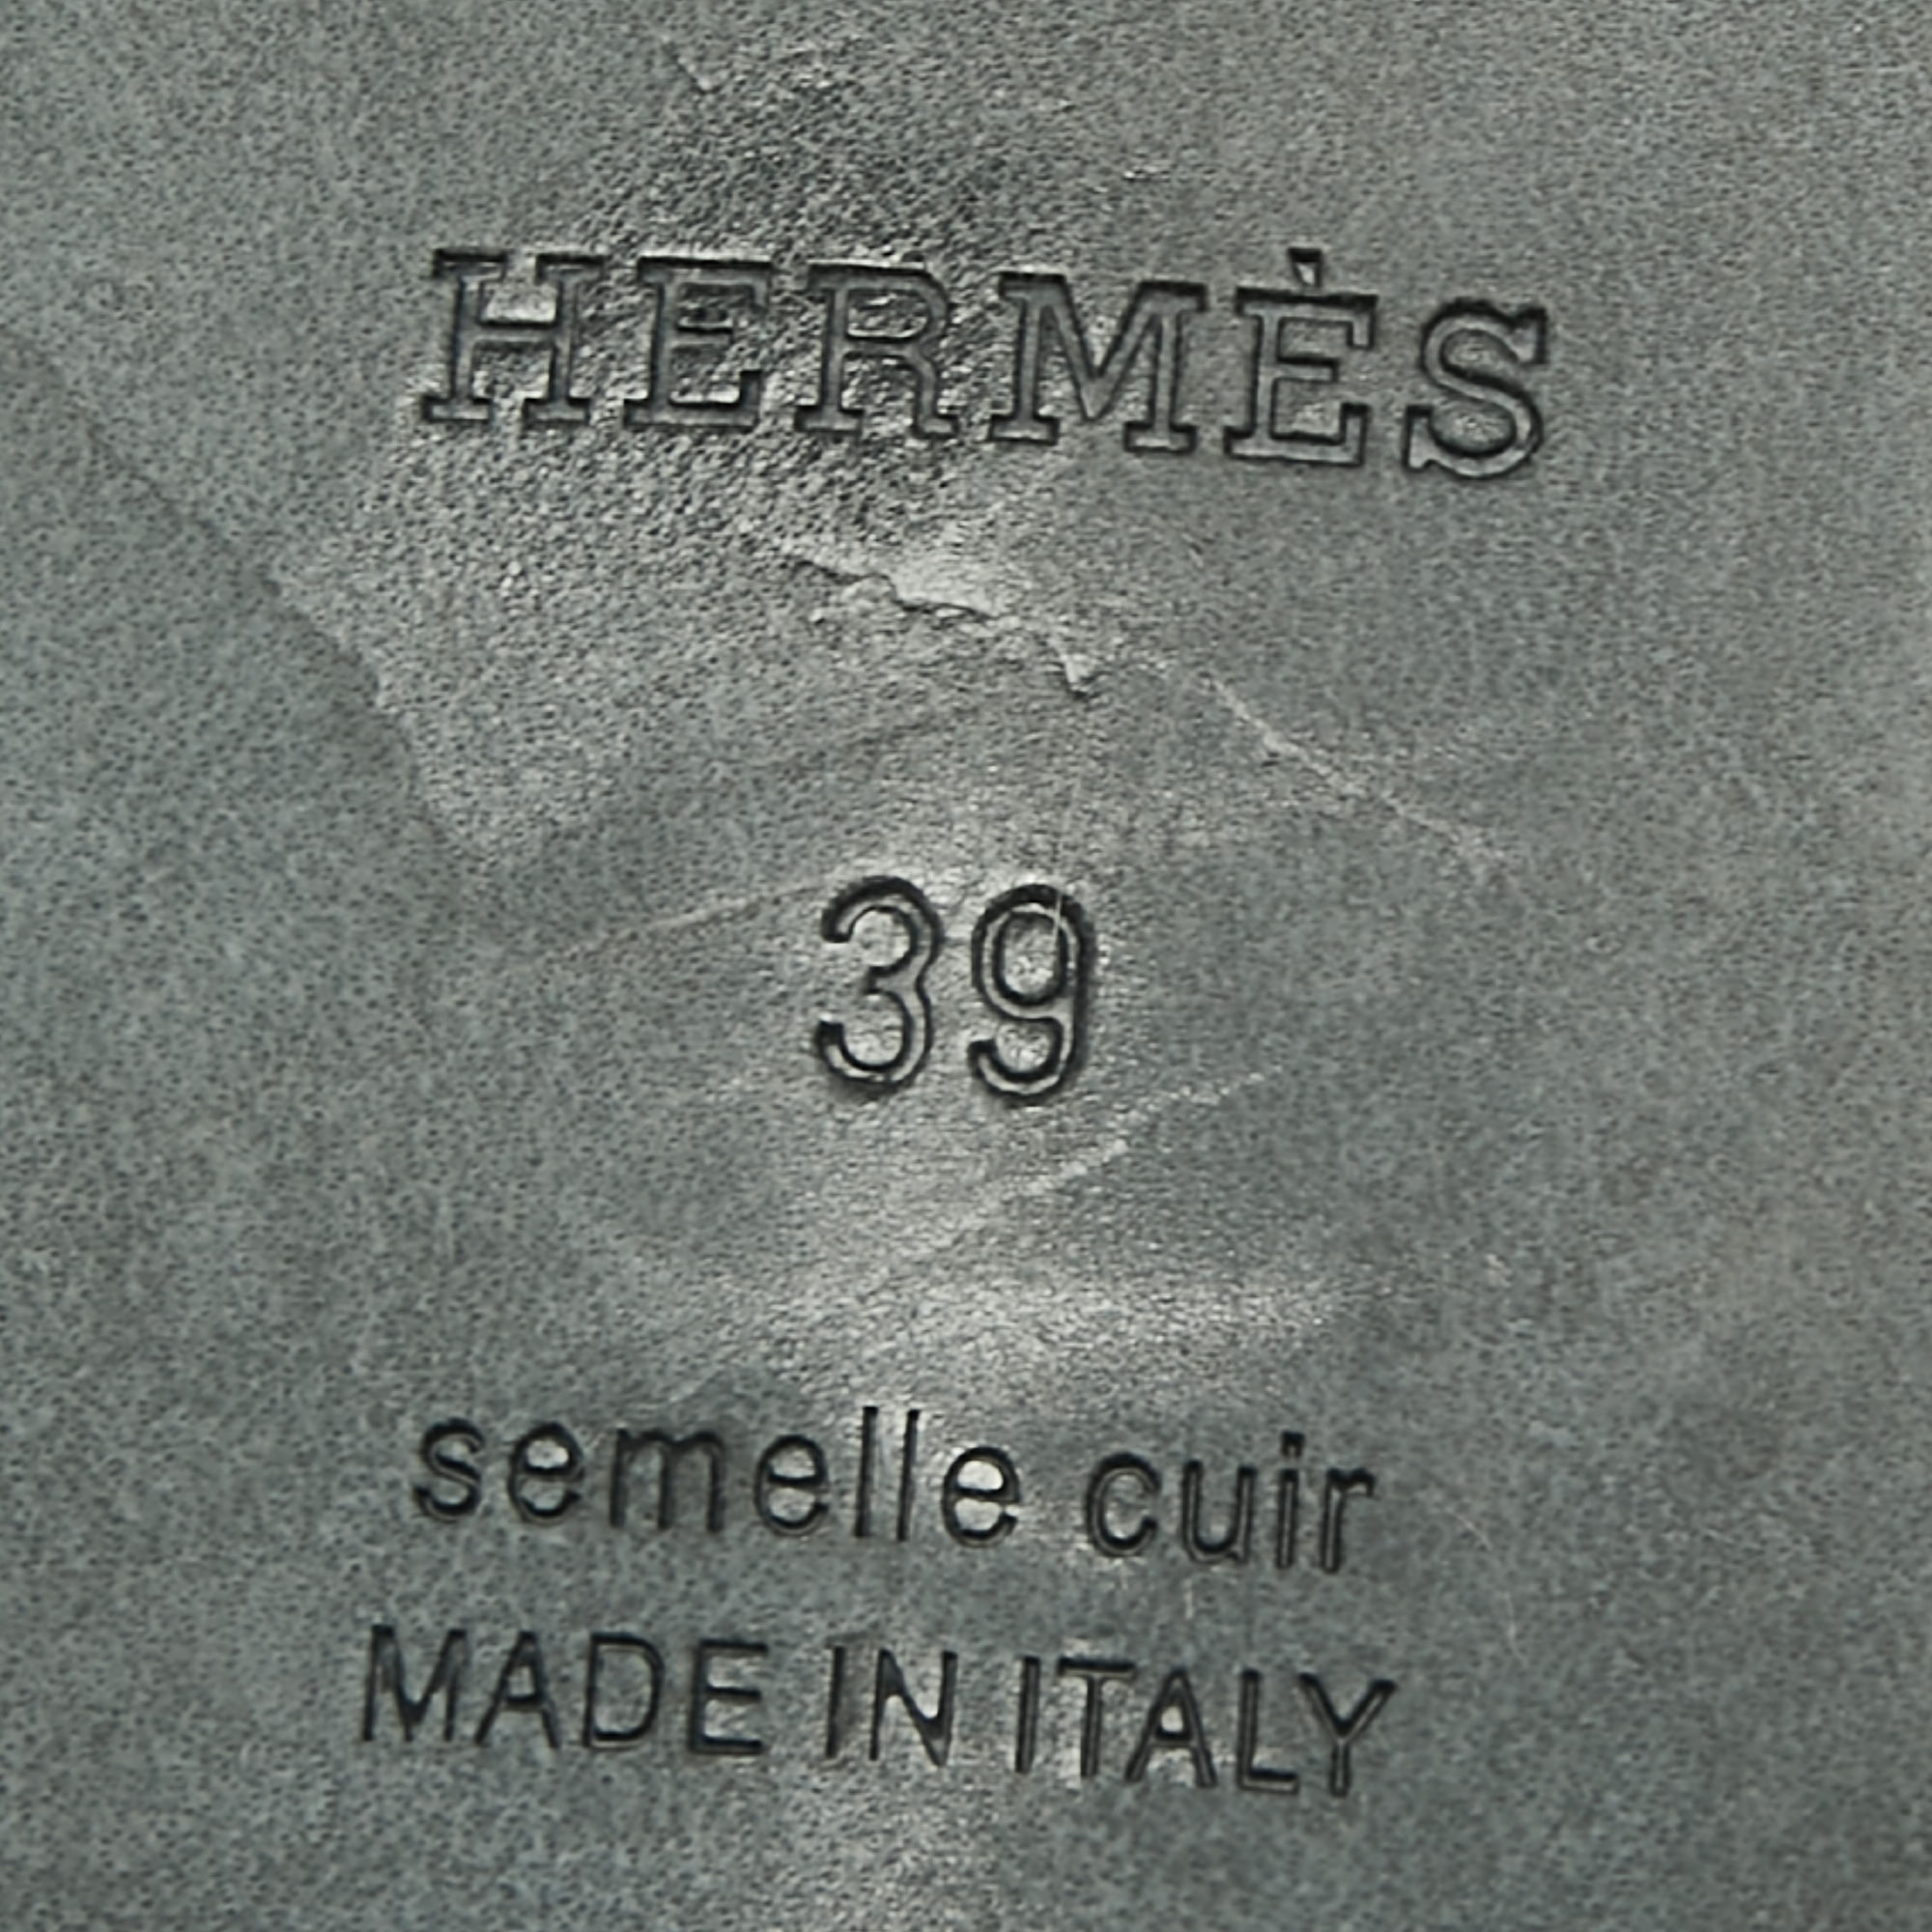 HERMÈS
39
semelle cuir
MADE IN ITALY